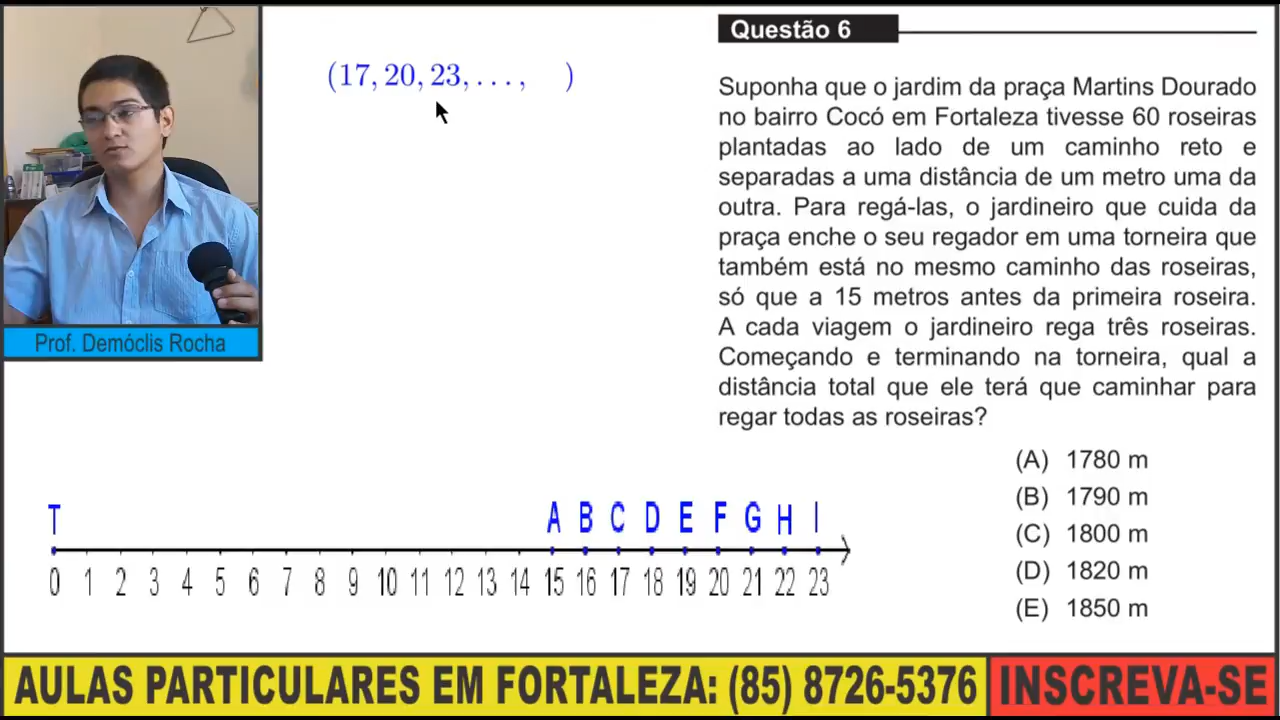 (17, 20, 23, . . . , )
Questão 6
Suponha que o jardim da praça Martins Dourado
no bairro Cocó em Fortaleza tivesse 60 roseiras
plantadas ao lado de um caminho reto e
separadas a uma distância de um metro uma da
outra. Para regá-las, o jardineiro que cuida da
praça enche o seu regador em uma torneira que
também está no mesmo caminho das roseiras,
só que a 15 metros antes da primeira roseira.
A cada viagem o jardineiro rega três roseiras.
Começando e terminando na torneira, qual a
distância total que ele terá que caminhar para
regar todas as roseiras?
(A) 1780 m
(B) 1790 m
(C) 1800 m
(D) 1820 m
(E) 1850 m
Prof. Demóclis Rocha
T A B C D E F G H I
0 1 2 3 4 5 6 7 8 9 10 11 12 13 14 15 16 17 18 19 20 21 22 23
AULAS PARTICULARES EM FORTALEZA: (85) 8726-5376
INSCREVA-SE